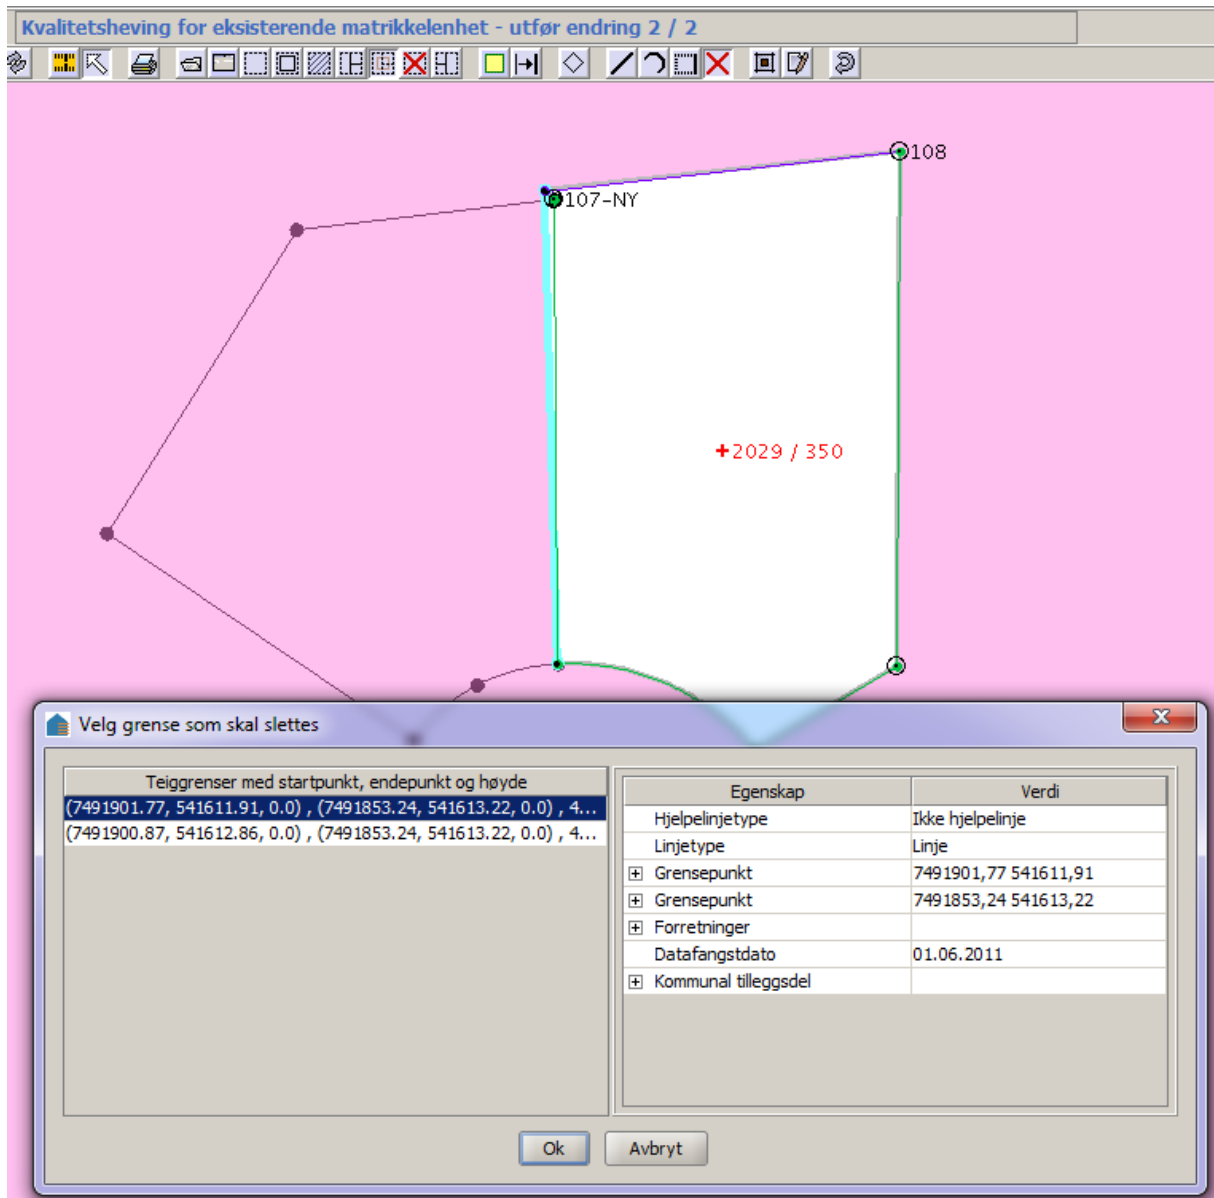 Kvalitetsheving for eksisterende matrikkelenhet - utfør endring 2 / 2
108
107-NY
+2029 / 350
Velg grense som skal slettes
Teiggrenser med startpunkt, endepunkt og høyde
(7491901.77, 541611.91, 0.0) , (7491853.24, 541613.22, 0.0) , 4...
(7491900.87, 541612.86, 0.0) , (7491853.24, 541613.22, 0.0) , 4...
Egenskap Verdi
Hjelpelinjetype Ikke hjelpelinje
Linjetype Linje
Grensepunkt 7491901,77 541611,91
Grensepunkt 7491853,24 541613,22
Forretninger
Datafangstdato 01.06.2011
Kommunal tilleggsdel
Ok Avbryt